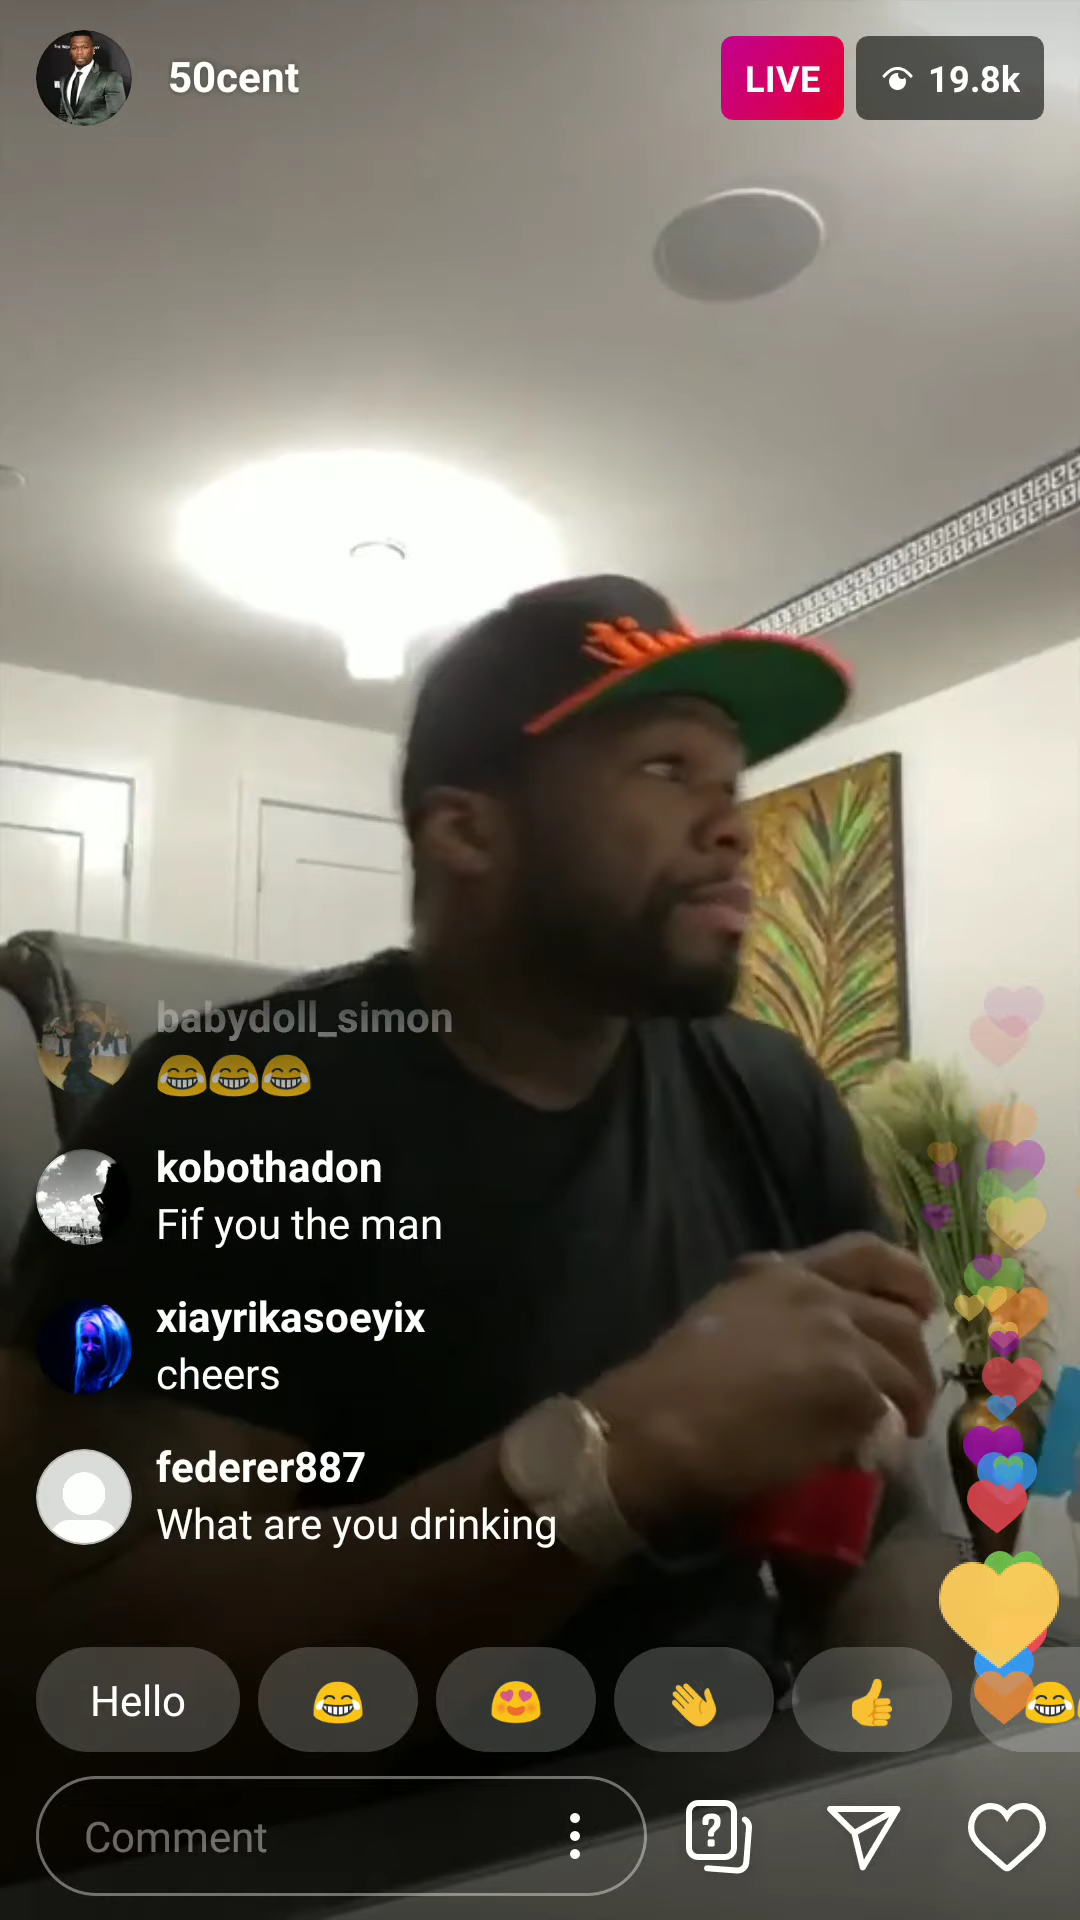 50cent
LIVE
19.8k
babydoll_simon
😂😂😂
kobothadon
Fif you the man
xiayrikasoeyix
cheers
federer887
What are you drinking
Hello
Comment